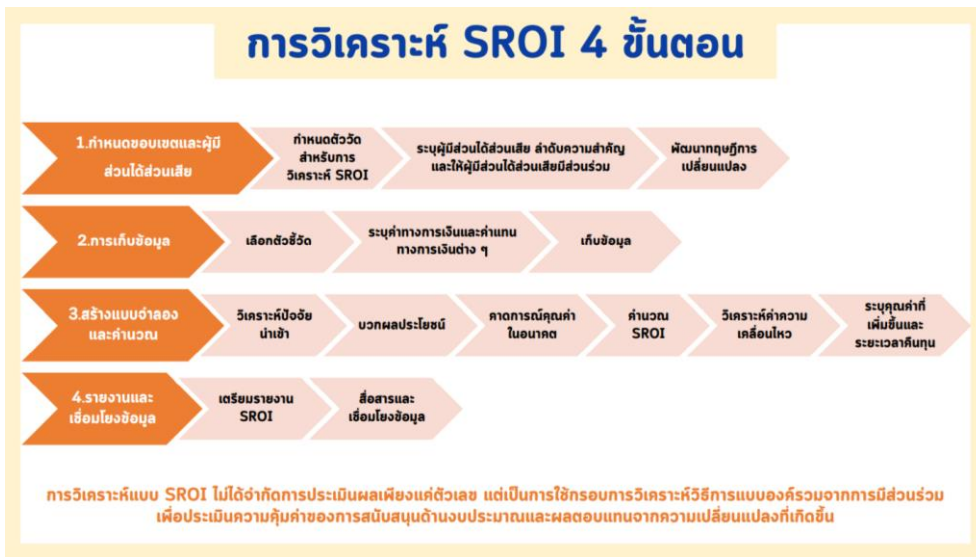 การวิเคราะห์ SROI 4 ขั้นตอน
1.กำหนดขอบเขตและผู้มี
ส่วนได้ส่วนเสีย
กำหนดตัววัด
สำหรับการ
วิเคราะห์ SROI
ระบุผู้มีส่วนได้ส่วนเสีย ลำดับความสำคัญ
และให้ผู้มีส่วนได้ส่วนเสียมีส่วนร่วม
พัฒนาทฤษฎีการ
เปลี่ยนแปลง
2.การเก็บข้อมูล
เลือกตัวชี้วัด
ระบุค่าทางการเงินและค่าแทน
ทางการเงินต่าง ๆ
เก็บข้อมูล
3.สร้างแบบจำลอง
และคำนวณ
วิเคราะห์ปัจจัย
นำเข้า
บวกผลประโยชน์
คาดการณ์คุณค่า
ในอนาคต
คำนวณ
SROI
วิเคราะห์ค่าความ
เคลื่อนไหว
ระบุคุณค่าที่
เพิ่มขึ้นและ
ระยะเวลาคืนทุน
4.รายงานและ
เชื่อมโยงข้อมูล
เตรียมรายงาน
SROI
สื่อสารและ
เชื่อมโยงข้อมูล
การวิเคราะห์แบบ SROI ไม่ได้จำกัดการประเมินผลเพียงแค่ตัวเลข แต่เป็นการใช้กรอบการวิเคราะห์วิธีการแบบองค์รวมจากการมีส่วนร่วม
เพื่อประเมินความคุ้มค่าของการสนับสนุนด้านงบประมาณและผลตอบแทนจากความเปลี่ยนแปลงที่เกิดขึ้น